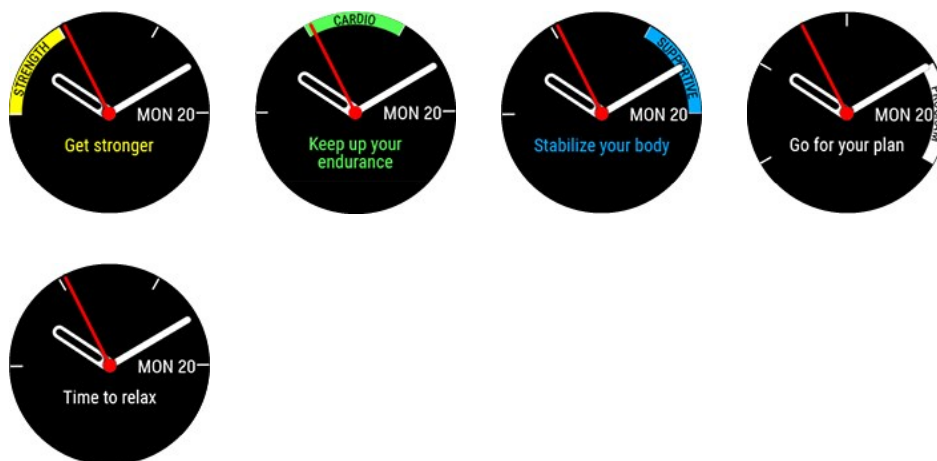 STRENGTH
MON 20
Get stronger
CARDIO
MON 20
Keep up your
endurance
SUPPORTIVE
MON 20
Stabilize your body
MON 20
Go for your plan
MON 20
Time to relax